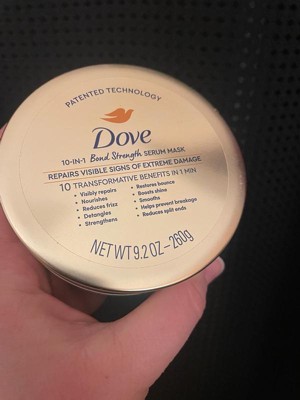 PATENTED TECHNOLOGY
Dove
10-IN-1 Bond Strength SERUM MASK
REPAIRS VISIBLE SIGNS OF EXTREME DAMAGE
10 TRANSFORMATIVE BENEFITS IN 1 MIN
• Visibly repairs
• Nourishes
• Reduces frizz
• Detangles
• Strengthens
• Restores bounce
• Boosts shine
• Smooths
• Helps prevent breakage
• Reduces split ends
NET WT 9.2 OZ – 260g